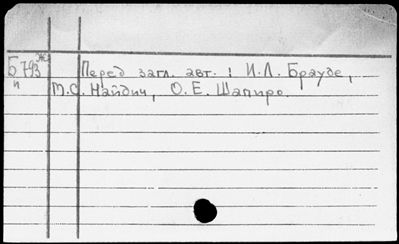 Ж
Б 793 Перед загл. авт. : И.Л. Брауде,
и М.С. Найдич, О.Е. Шапиро.